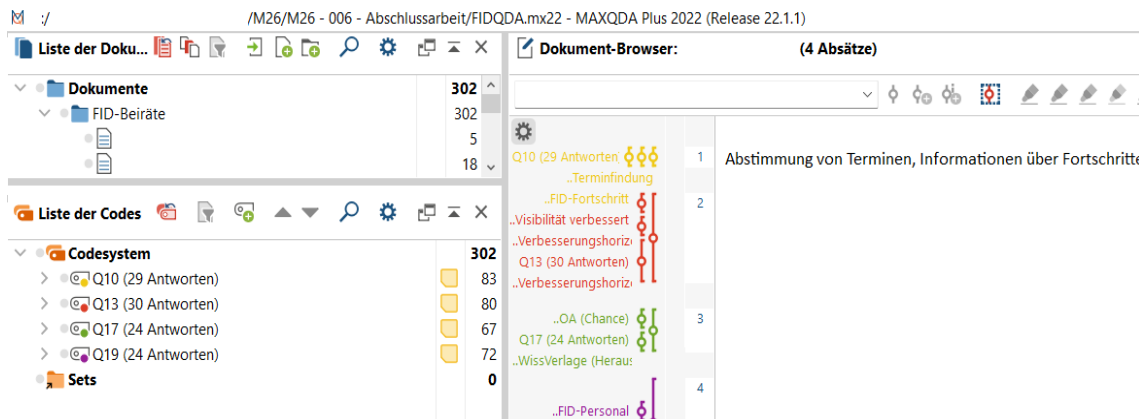 :/ /M26/M26 - 006 - Abschlussarbeit/FIDQDA.mx22 - MAXQDA Plus 2022 (Release 22.1.1)
Liste der Doku...
Dokumente 302
FID-Beiräte 302
5
18
Liste der Codes
Codesystem 302
Q10 (29 Antworten) 83
Q13 (30 Antworten) 80
Q17 (24 Antworten) 67
Q19 (24 Antworten) 72
Sets 0
Dokument-Browser: (4 Absätze)
Q10 (29 Antworten
..Terminfindung
..FID-Fortschritt
..Visibilität verbessert
..Verbesserungshorize
Q13 (30 Antworten)
..Verbesserungshorize
..OA (Chance)
Q17 (24 Antworten)
..WissVerlage (Heraus
..FID-Personal
1 Abstimmung von Terminen, Informationen über Fortschritte
2
3
4